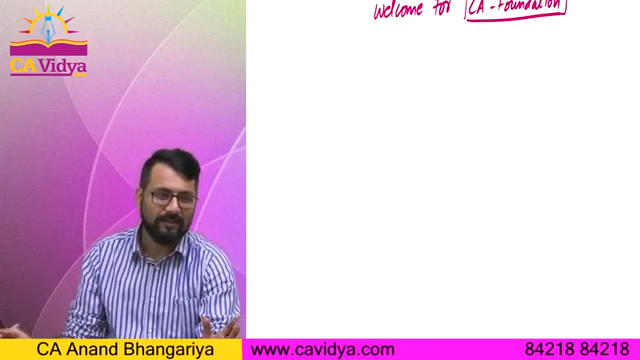 welcome for CA - Foundation
CA Vidya
CA Anand Bhangariya
www.cavidya.com
84218 84218